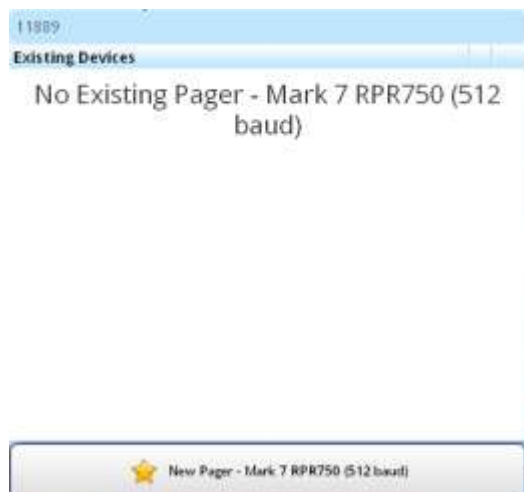 11889
Existing Devices
No Existing Pager - Mark 7 RPR750 (512
baud)
New Pager - Mark 7 RPR750 (512 baud)